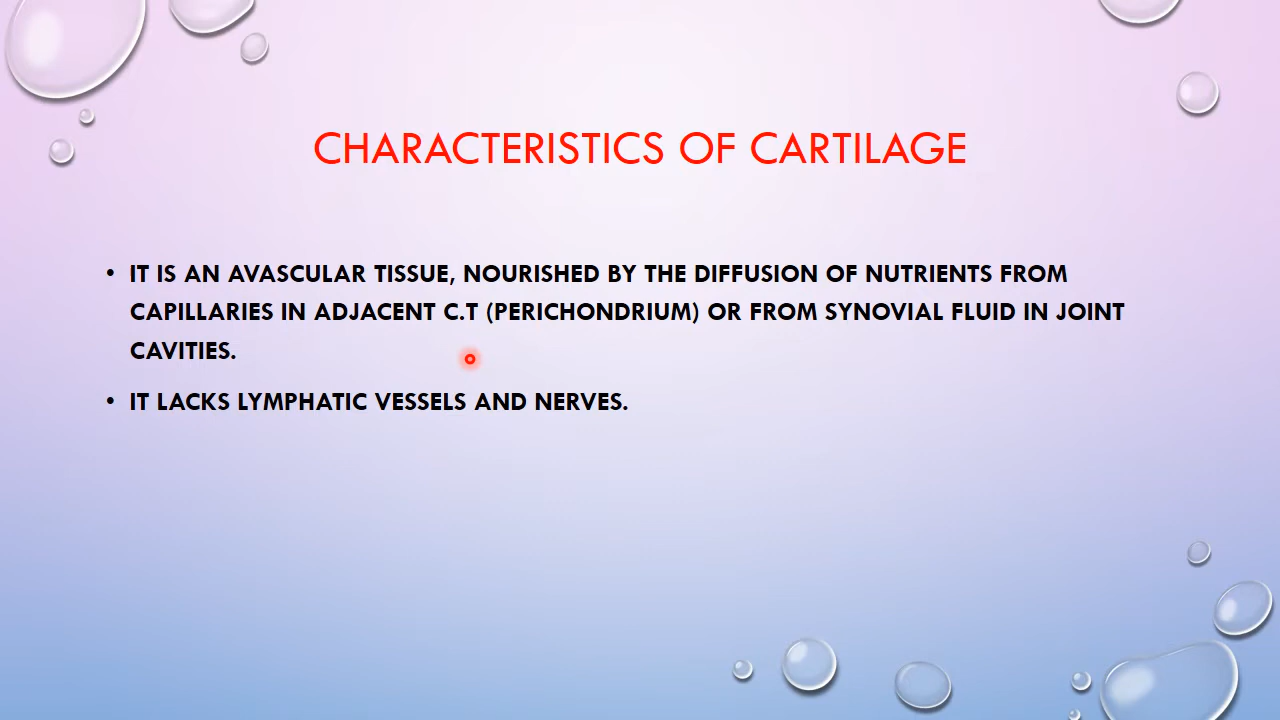 CHARACTERISTICS OF CARTILAGE
• IT IS AN AVASCULAR TISSUE, NOURISHED BY THE DIFFUSION OF NUTRIENTS FROM
CAPILLARIES IN ADJACENT C.T (PERICHONDRIUM) OR FROM SYNOVIAL FLUID IN JOINT
CAVITIES.
• IT LACKS LYMPHATIC VESSELS AND NERVES.